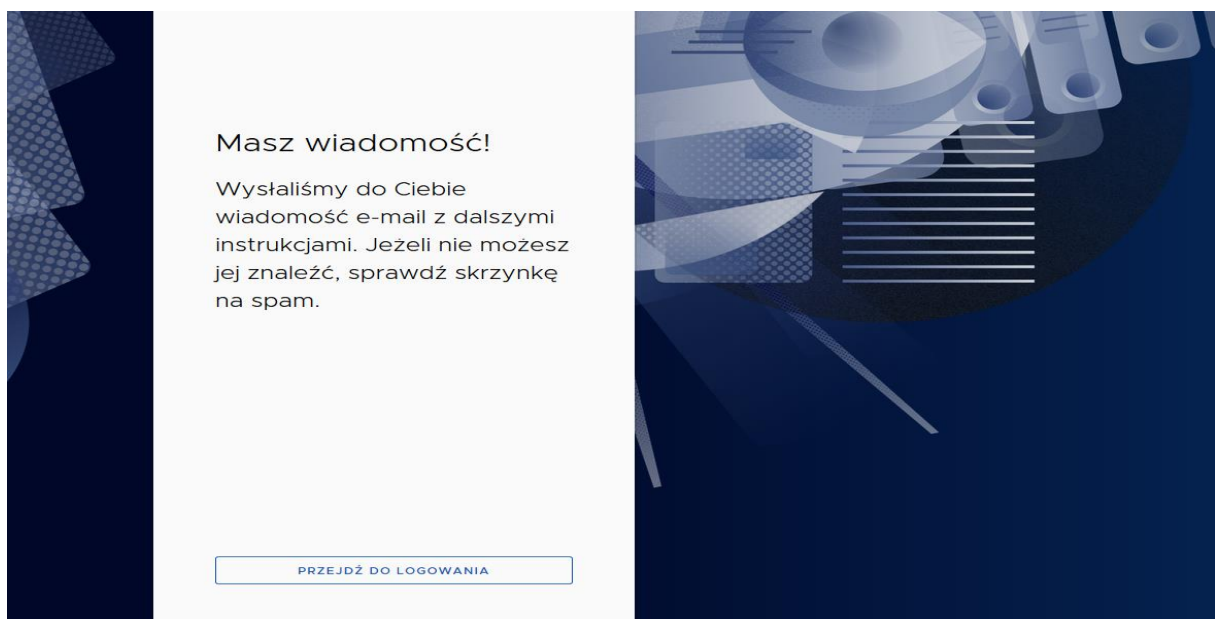 Masz wiadomość!
Wysłaliśmy do Ciebie
wiadomość e-mail z dalszymi
instrukcjami. Jeżeli nie możesz
jej znaleźć, sprawdź skrzynkę
na spam.
PRZEJDŹ DO LOGOWANIA